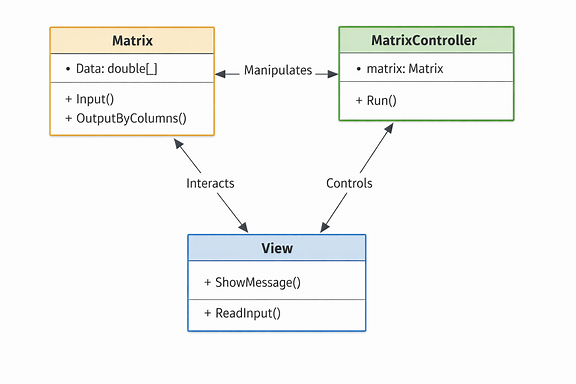 Matrix
• Data: double[_]
+ Input()
+ OutputByColumns()
Manipulates
MatrixController
• matrix: Matrix
+ Run()
Interacts
Controls
View
+ ShowMessage()
+ ReadInput()